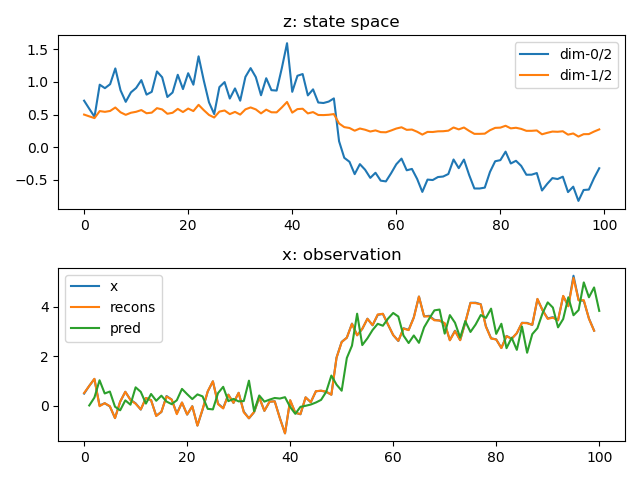 z: state space
1.5
1.0
0.5
0.0
−0.5
dim-0/2
dim-1/2
0 20 40 60 80 100
x: observation
4
2
0
x
recons
pred
0 20 40 60 80 100